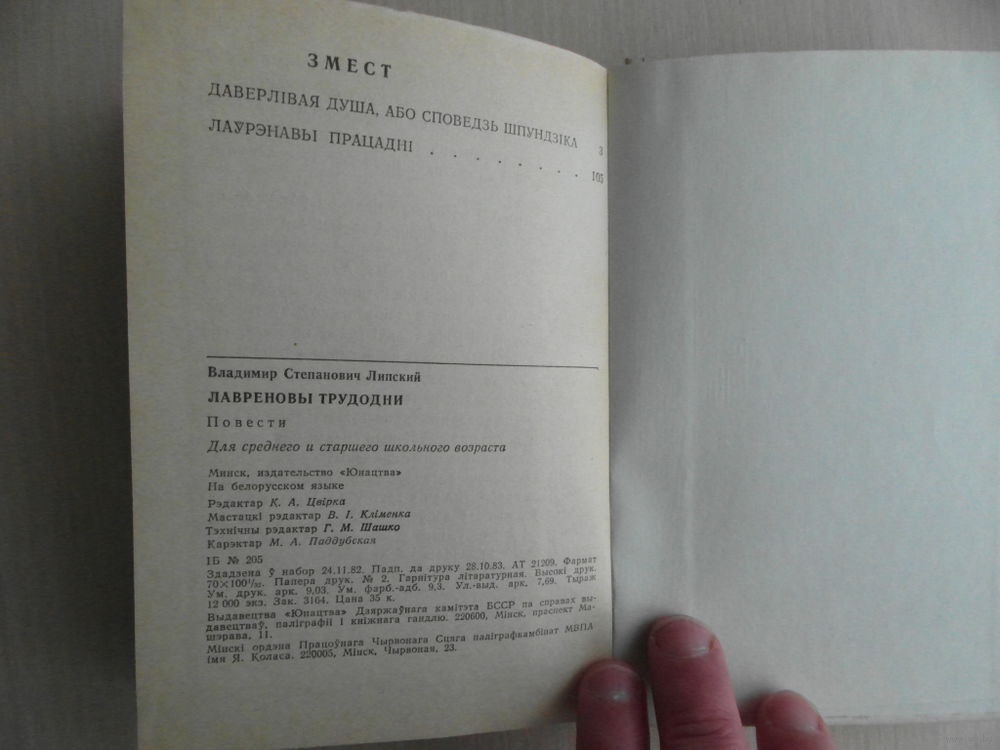 ЗМЕСТ
ДАВЕРЛІВАЯ ДУША, АБО СПОВЕДЗЬ ШПУНДЗІКА 3
ЛАЎРЭНАВЫ ПРАЦАДНІ . . . . . . . . 105
Владимир Степанович Липский
ЛАВРЕНОВЫ ТРУДОДНИ
Повести
Для среднего и старшего школьного возраста
Минск, издательство «Юнацтва»
На белорусском языке
Рэдактар К. А. Цвірка
Мастацкі рэдактар В. І. Кліменка
Тэхнічны рэдактар Г. М. Шашко
Карэктар М. А. Паддубская
ІБ № 205
Здадзена ў набор 24.11.82. Падп. да друку 28.10.83. АТ 21209. Фармат
70×100¹/₃₂. Папера друк. № 2. Гарнітура літаратурная. Высокі друк.
Ум. друк. арк. 9,03. Ум. фарб.-адб. 9,3. Ул.-выд. арк. 7,69. Тыраж
12 000 экз. Зак. 3164. Цана 35 к.
Выдавецтва «Юнацтва» Дзяржаўнага камітэта БССР па справах вы-
давецтваў, паліграфіі і кніжнага гандлю. 220600, Мінск, праспект Ма-
шэрава, 11.
Мінскі ордэна Працоўнага Чырвонага Сцяга паліграфкамбінат МВПА
імя Я. Коласа. 220005, Мінск, Чырвоная, 23.